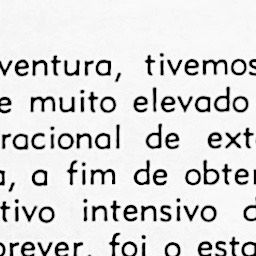 ventura, tivemos
e muito elevado
racional de ext
a, a fim de obter
tivo intensivo d
prever, foi o esta